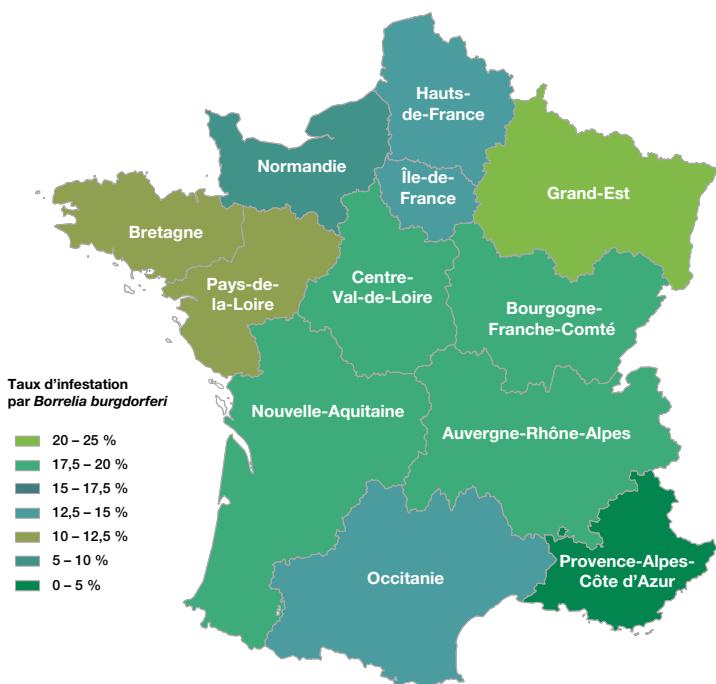 Hauts-
de-France
Normandie
Île-de-
France
Grand-Est
Bretagne
Pays-de-
la-Loire
Centre-
Val-de-Loire
Bourgogne-
Franche-Comté
Taux d'infestation
par Borrelia burgdorferi
20 – 25 %
17,5 – 20 %
15 – 17,5 %
12,5 – 15 %
10 – 12,5 %
5 – 10 %
0 – 5 %
Nouvelle-Aquitaine
Auvergne-Rhône-Alpes
Occitanie
Provence-Alpes-
Côte d'Azur